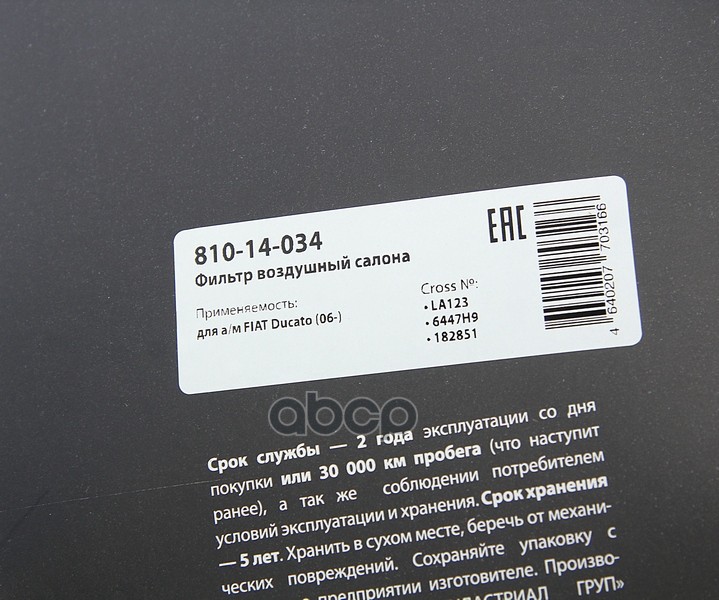 810-14-034
Фильтр воздушный салона
Применяемость:
для а/м FIAT Ducato (06-)
Cross №:
• LA123
• 6447H9
• 182851
EAC
4 640207 703166
abcp
Срок службы — 2 года эксплуатации со дня
покупки или 30 000 км пробега (что наступит
ранее), а так же соблюдении потребителем
условий эксплуатации и хранения. Срок хранения
— 5 лет. Хранить в сухом месте, беречь от механи-
ческих повреждений. Сохраняйте упаковку с
предприятии изготовителе. Произво-
ГРУП»